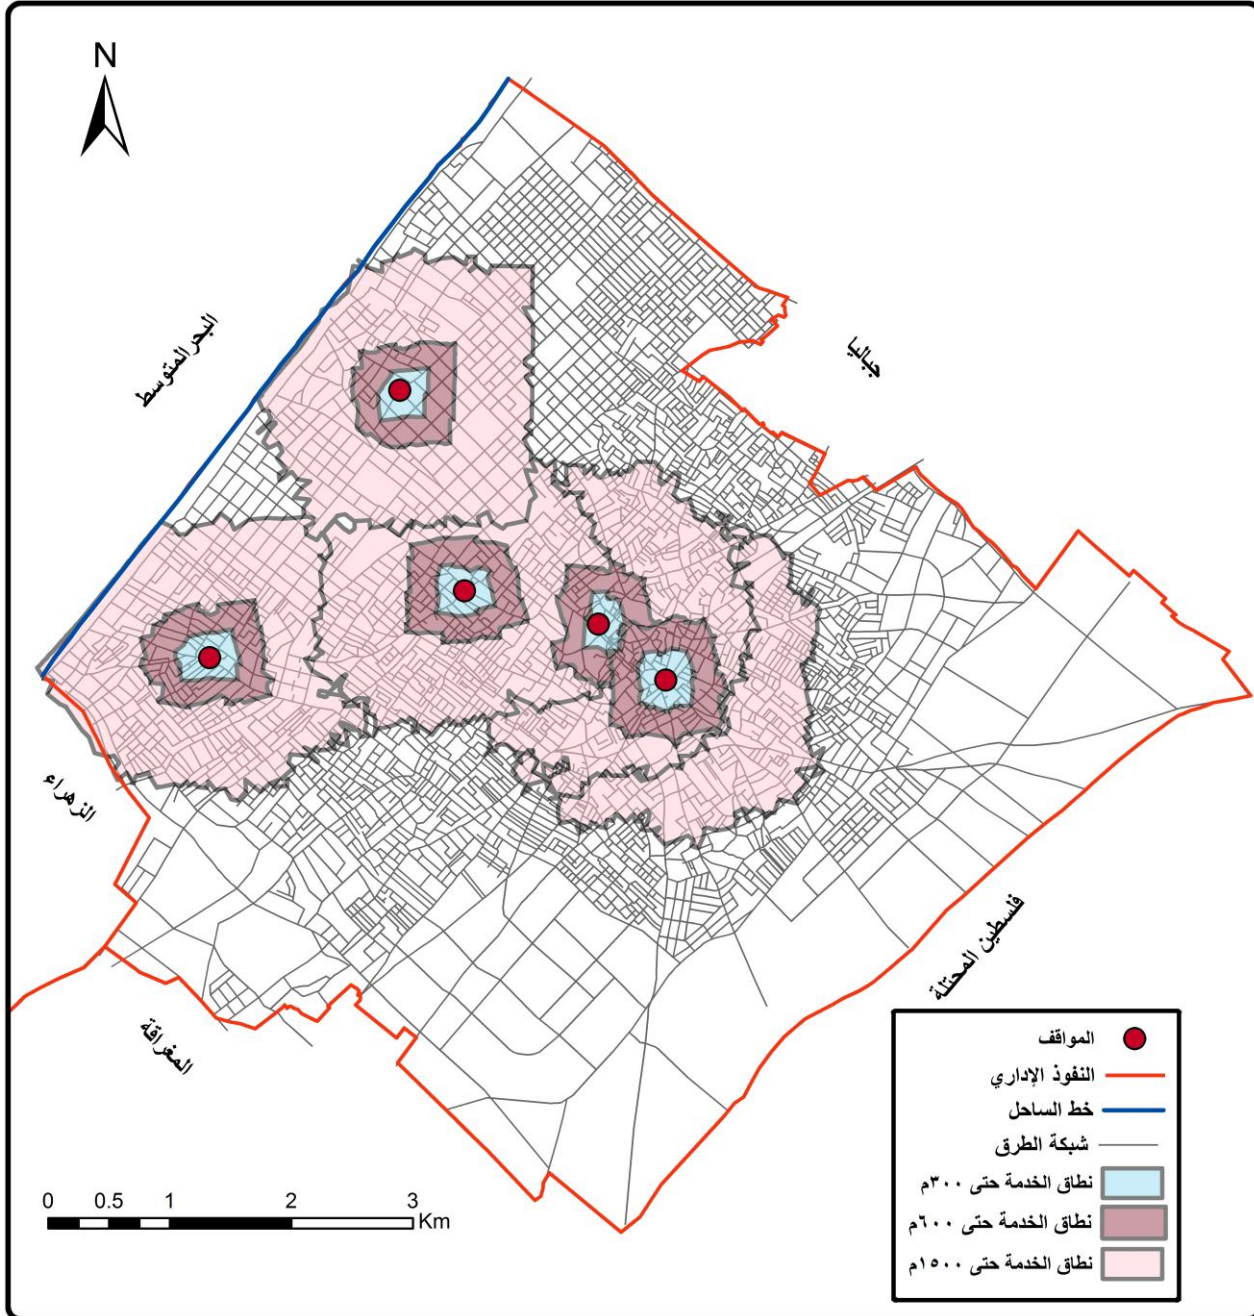 N
البحر المتوسط
جباليا
الزهراء
المغراقة
فلسطين المحتلة
0 0.5 1 2 3
Km
المواقف
النفوذ الإداري
خط الساحل
شبكة الطرق
نطاق الخدمة حتى ٣٠٠م
نطاق الخدمة حتى ٦٠٠م
نطاق الخدمة حتى ١٥٠٠م